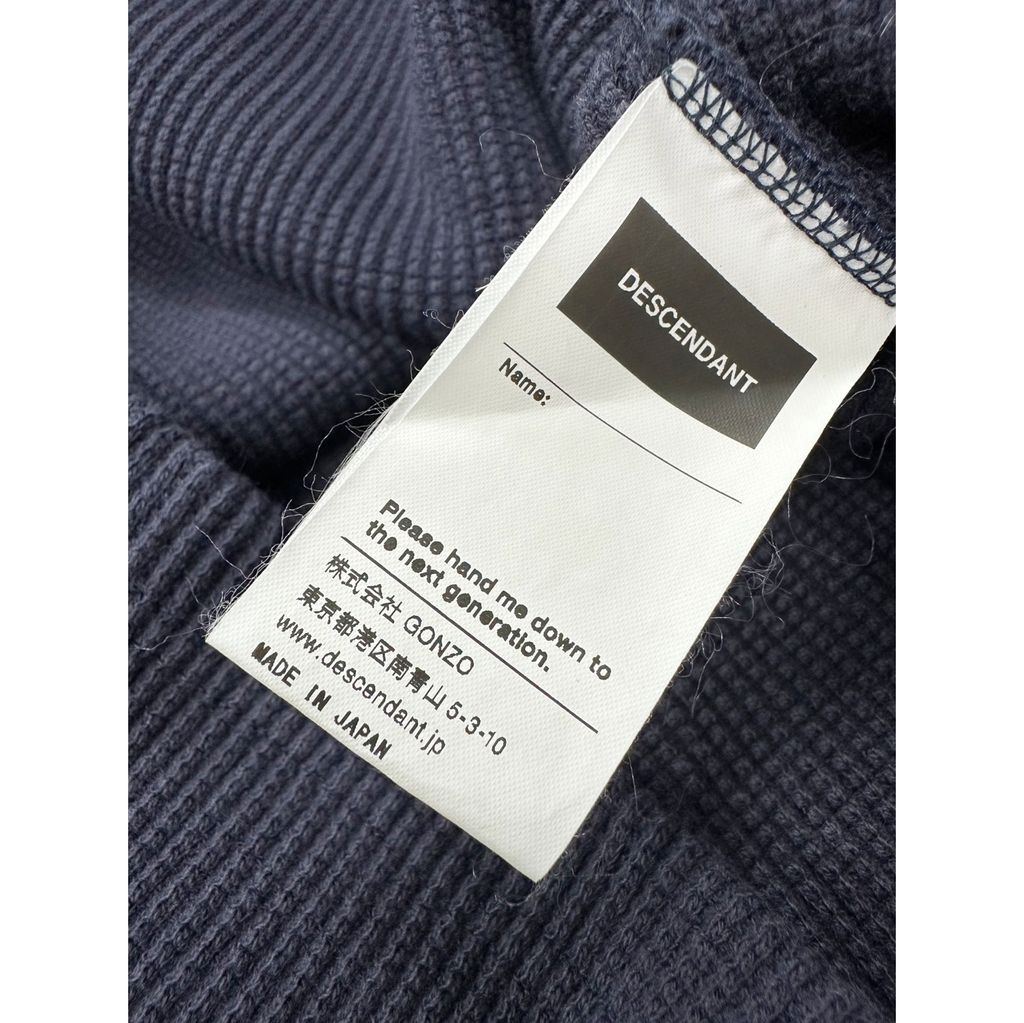 DESCENDANT
Name:
Please hand me down to
the next generation.
株式会社 GONZO
東京都港区南青山 5-3-10
www.descendant.jp
MADE IN JAPAN